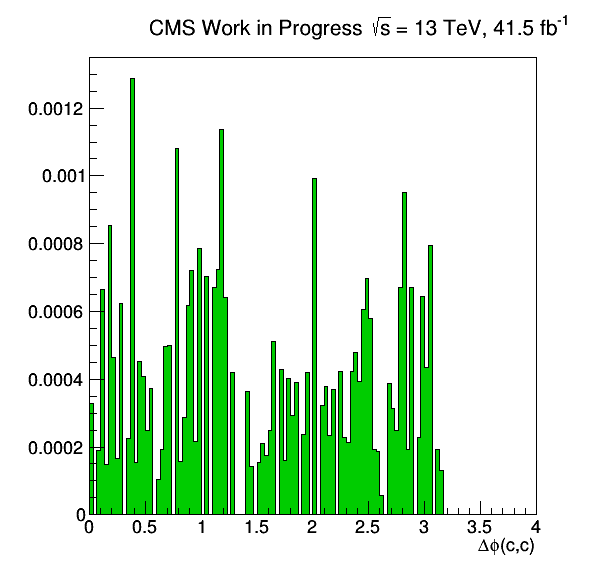 CMS Work in Progress √s = 13 TeV, 41.5 fb⁻¹
0.0012
0.001
0.0008
0.0006
0.0004
0.0002
0
0 0.5 1 1.5 2 2.5 3 3.5 4
Δϕ(c,c)